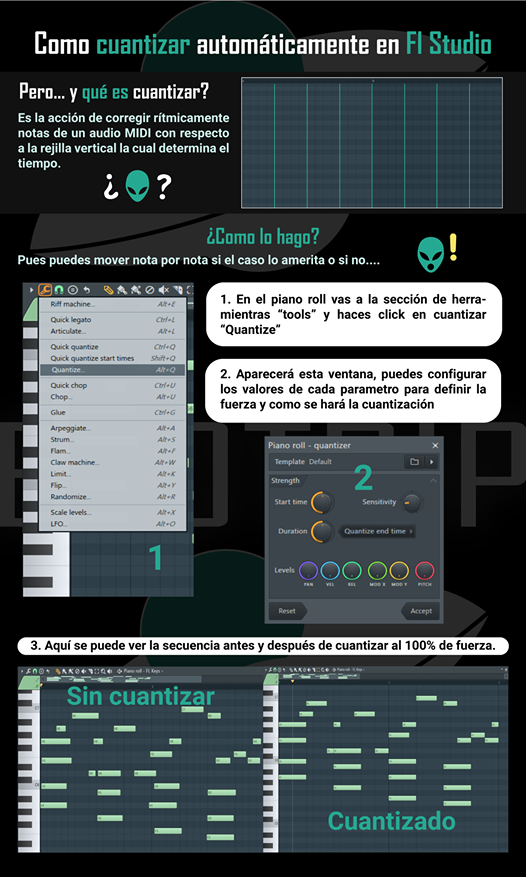 Como cuantizar automáticamente en Fl Studio
Pero... y qué es cuantizar?
Es la acción de corregir rítmicamente
notas de un audio MIDI con respecto
a la rejilla vertical la cual determina el
tiempo.
¿ ?
¿Como lo hago?
Pues puedes mover nota por nota si el caso lo amerita o si no....
!
Riff machine... Alt+E
Quick legato Ctrl+L
Articulate... Alt+L
Quick quantize Ctrl+Q
Quick quantize start times Shift+Q
Quantize... Alt+Q
Quick chop Ctrl+U
Chop... Alt+U
Glue Ctrl+G
Arpeggiate... Alt+A
Strum... Alt+S
Flam... Alt+F
Claw machine... Alt+W
Limit... Alt+K
Flip... Alt+Y
Randomize... Alt+R
Scale levels... Alt+X
LFO... Alt+O
1
1. En el piano roll vas a la sección de herra-
mientras “tools” y haces click en cuantizar
“Quantize”
2. Aparecerá esta ventana, puedes configurar
los valores de cada parametro para definir la
fuerza y como se hará la cuantización
Piano roll - quantizer
Template Default
Strength
2
Start time Sensitivity
Duration Quantize end time
Levels
PAN VEL REL MOD X MOD Y PITCH
Reset Accept
3. Aquí se puede ver la secuencia antes y después de cuantizar al 100% de fuerza.
Piano roll - FL Keys
Sin cuantizar
Piano roll - FL Keys
Cuantizado